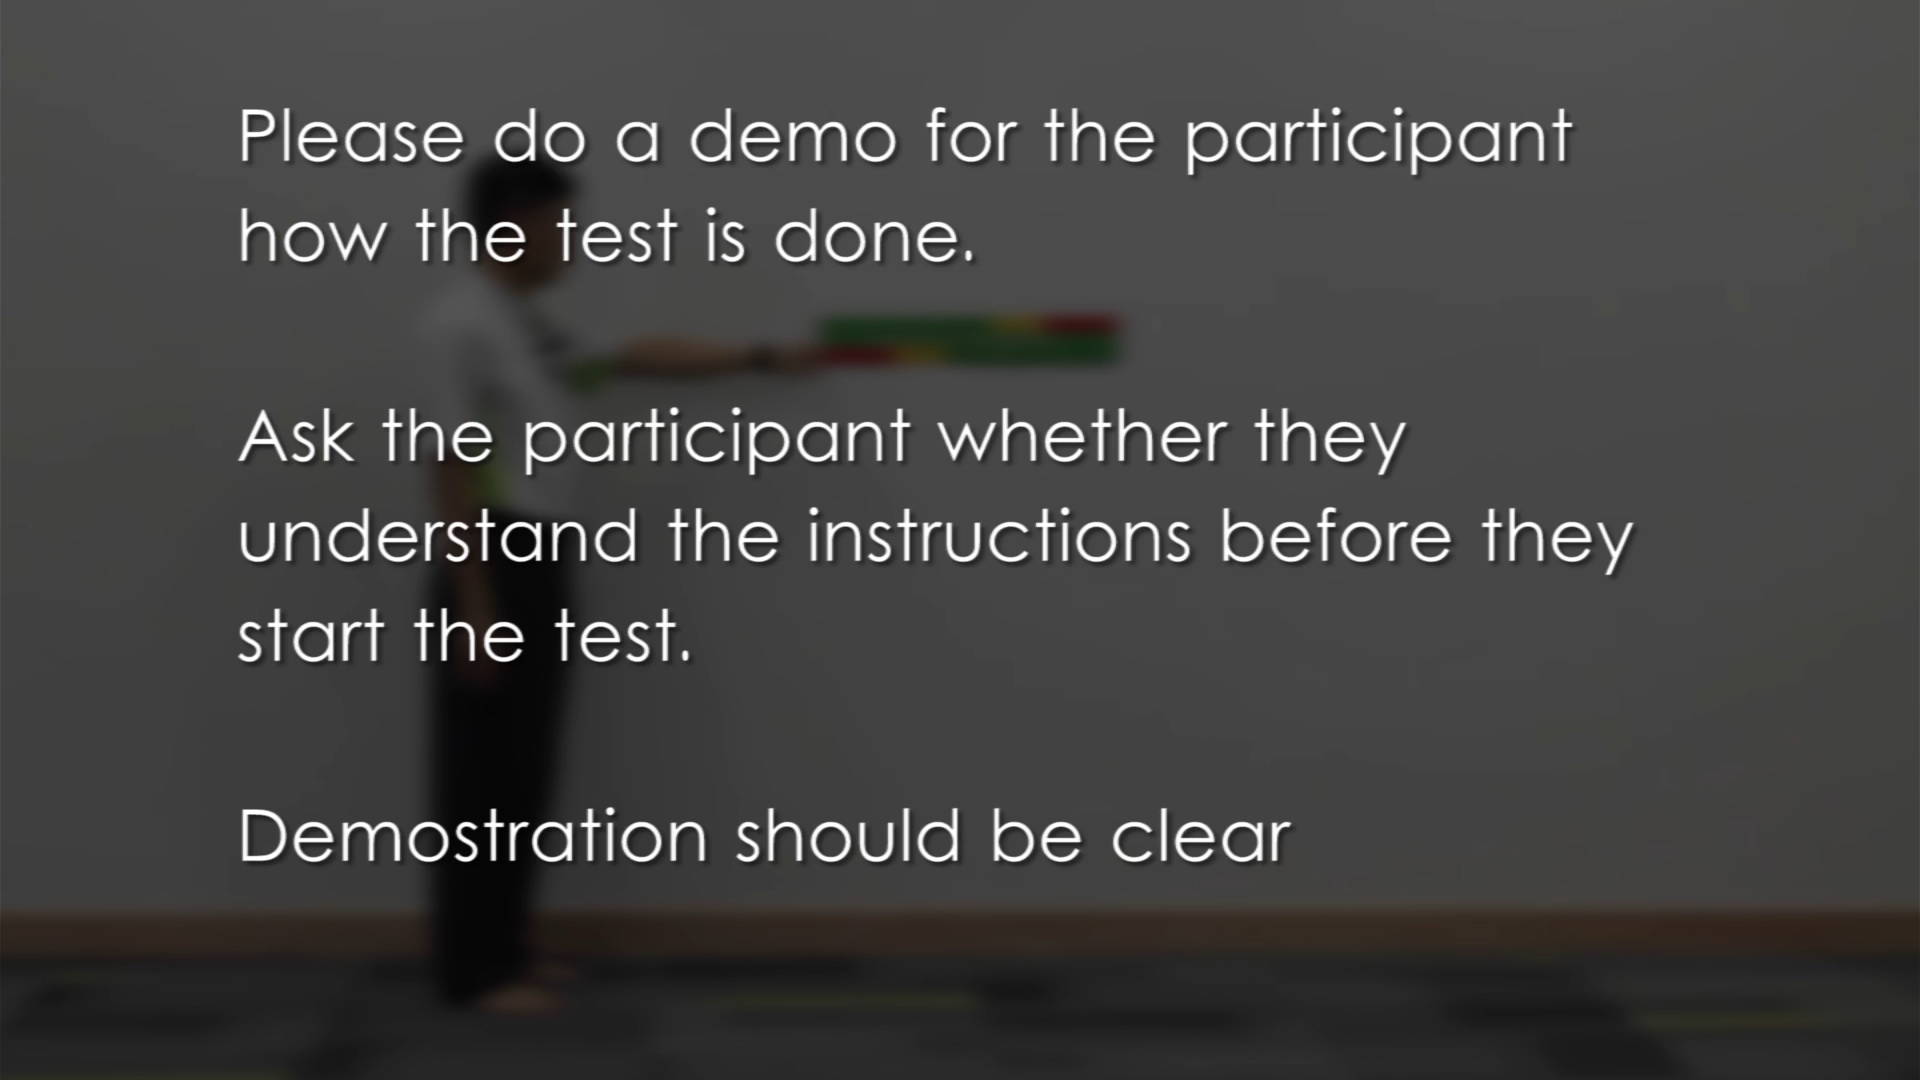 Please do a demo for the participant
how the test is done.
Ask the participant whether they
understand the instructions before they
start the test.
Demostration should be clear